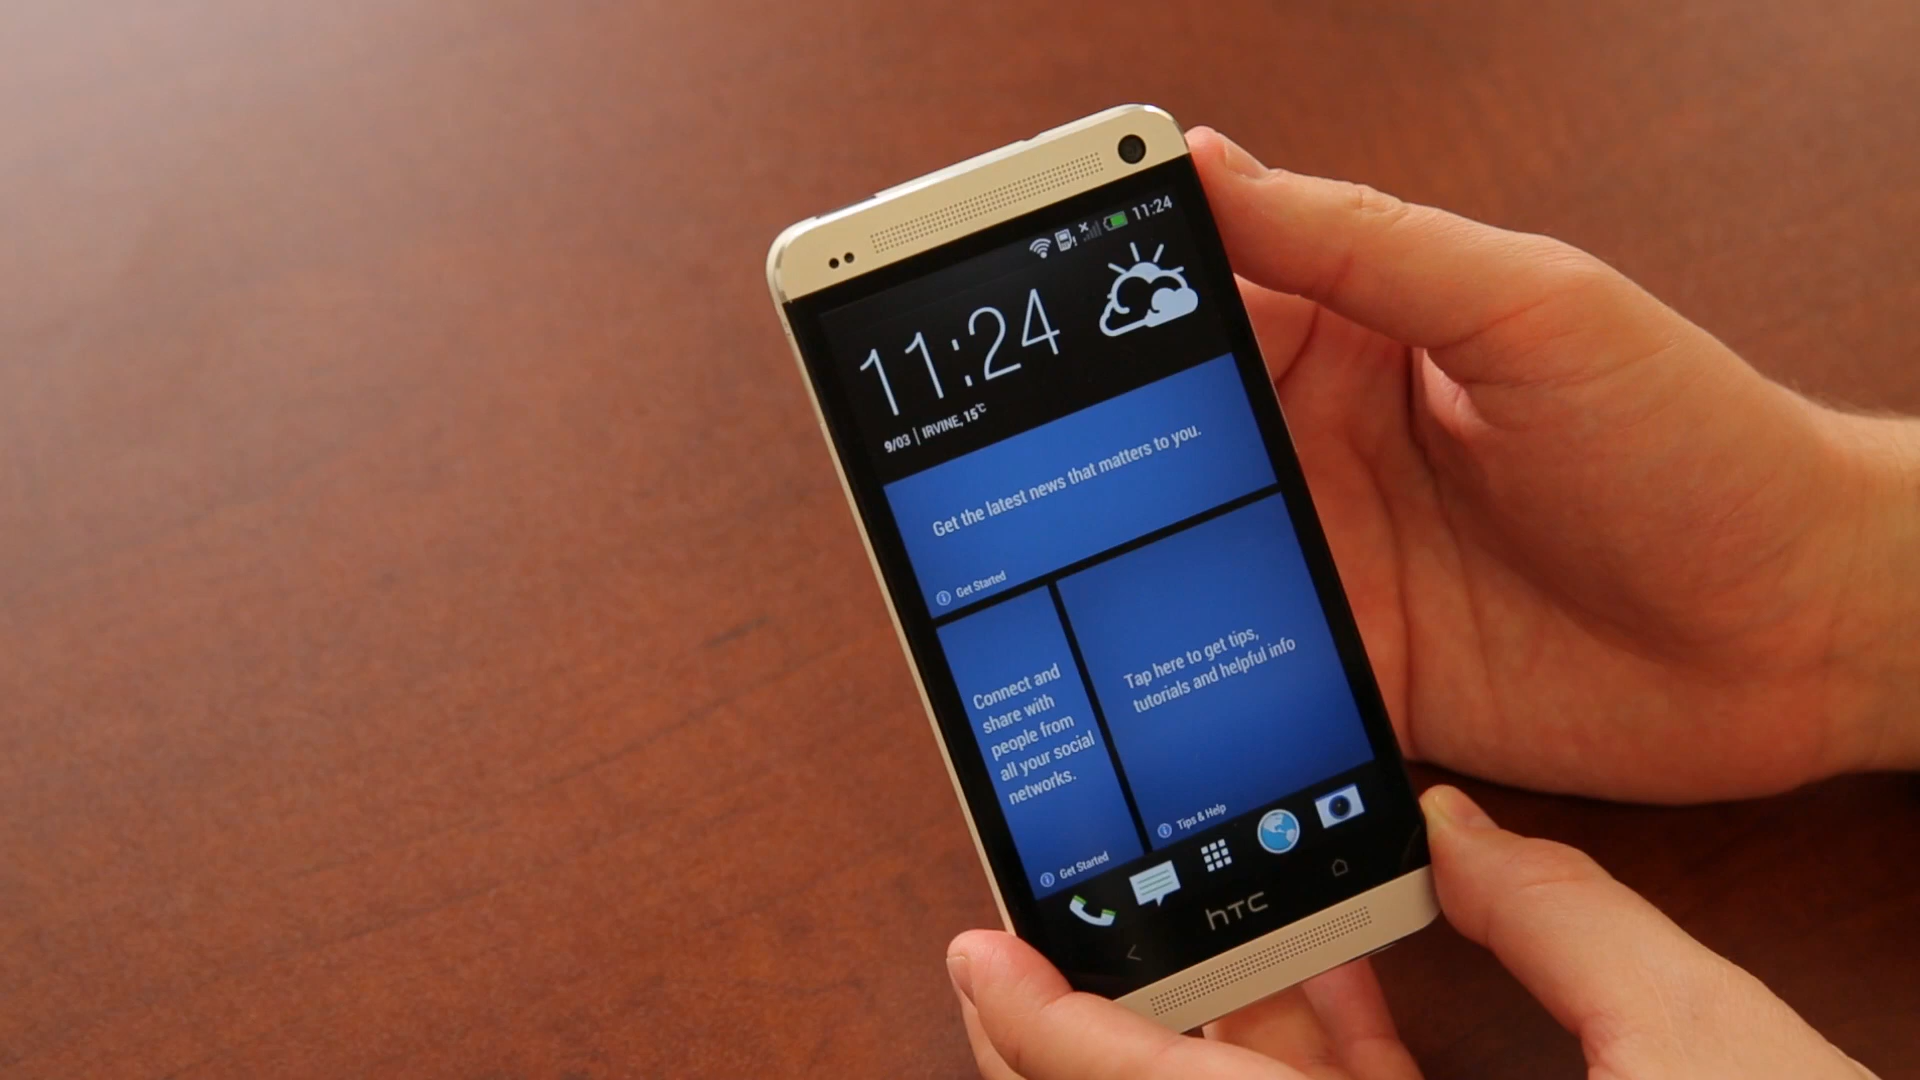 11:24
11:24
9/03 | IRVINE, 15℃
Get the latest news that matters to you.
Get Started
Connect and
share with
people from
all your social
networks.
Get Started
Tap here to get tips,
tutorials and helpful info
Tips & Help
hTC